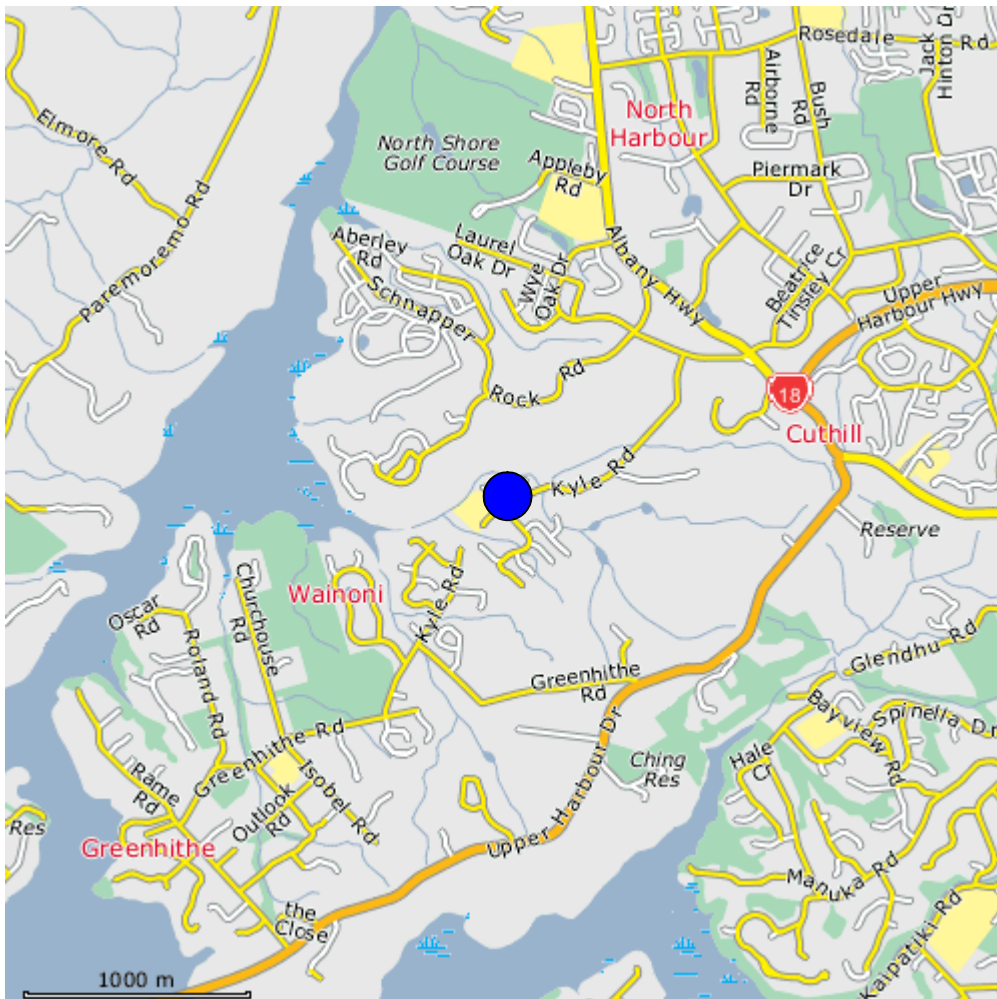 Rosedale Rd
Jack
Hinton Dr
Airborne
Rd
Bush
Rd
North
Harbour
Elmore Rd
North Shore
Golf Course
Appleby
Rd
Piermark
Dr
Paremoremo Rd
Aberley
Rd
Laurel
Oak Dr
Wye
Oak Dr
Albany Hwy
Beatrice
Tinsley Cr
Upper
Harbour Hwy
Schnapper
Rock Rd
18
Cuthill
Kyle Rd
Reserve
Wainoni
Churchouse
Rd
Kyle Rd
Oscar
Rd
Roland Rd
Greenhithe
Rd
Glendhu Rd
Bayview Rd
Spinella Dr
Greenhithe Rd
Hale
Cr
Ching
Res
Rame
Rd
Outlook
Rd
Isobel Rd
Res
Greenhithe
Upper Harbour Dr
Manuka Rd
the
Close
Kaipatiki Rd
1000 m